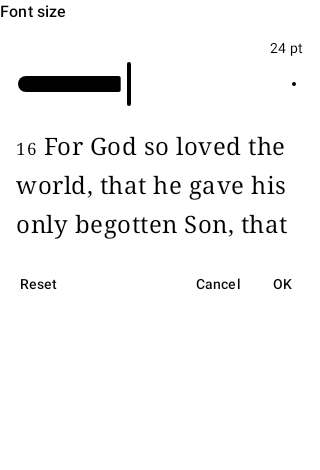 Font size
24 pt
16 For God so loved the
world, that he gave his
only begotten Son, that
Reset Cancel OK